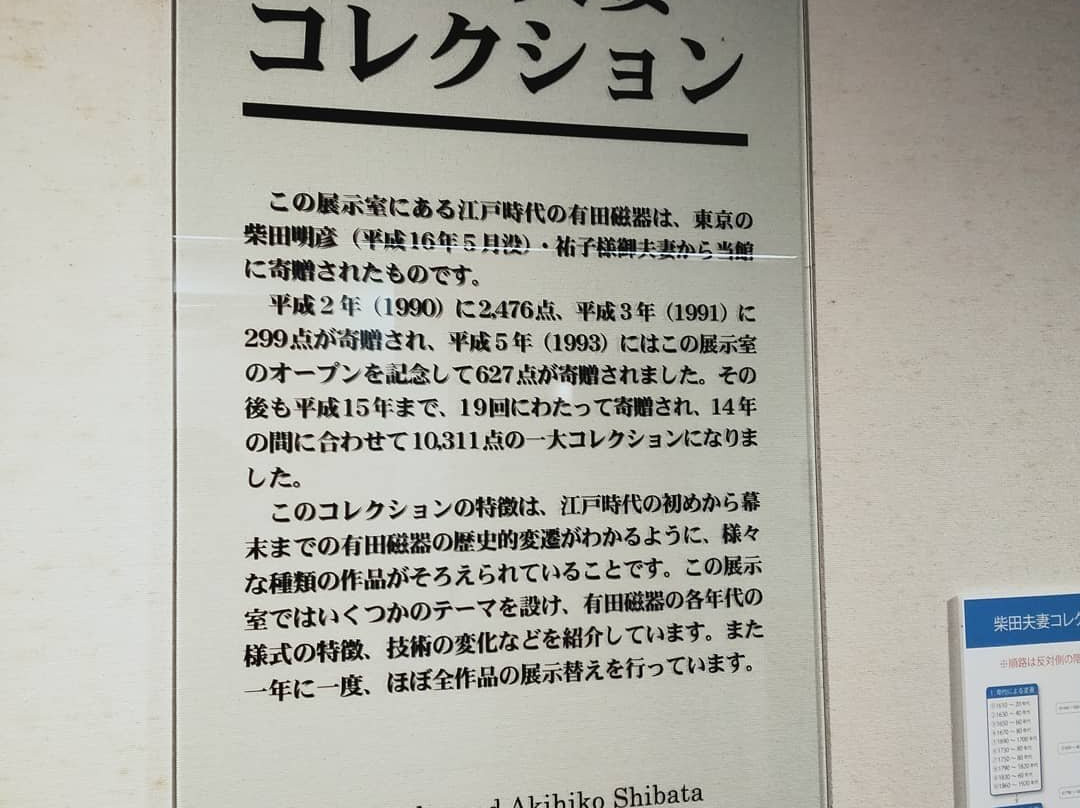 コレクション
この展示室にある江戸時代の有田磁器は、東京の
柴田明彦（平成16年5月没）・祐子様御夫妻から当館
に寄贈されたものです。
平成2年（1990）に2,476点、平成3年（1991）に
299点が寄贈され、平成5年（1993）にはこの展示室
のオープンを記念して627点が寄贈されました。その
後も平成15年まで、19回にわたって寄贈され、14年
の間に合わせて10,311点の一大コレクションになりま
した。
このコレクションの特徴は、江戸時代の初めから幕
末までの有田磁器の歴史的変遷がわかるように、様々
な種類の作品がそろえられていることです。この展示
室ではいくつかのテーマを設け、有田磁器の各年代の
様式の特徴、技術の変化などを紹介しています。また
一年に一度、ほぼ全作品の展示替えを行っています。
Akihiko Shibata
柴田夫妻コレク
※順路は反対側の階